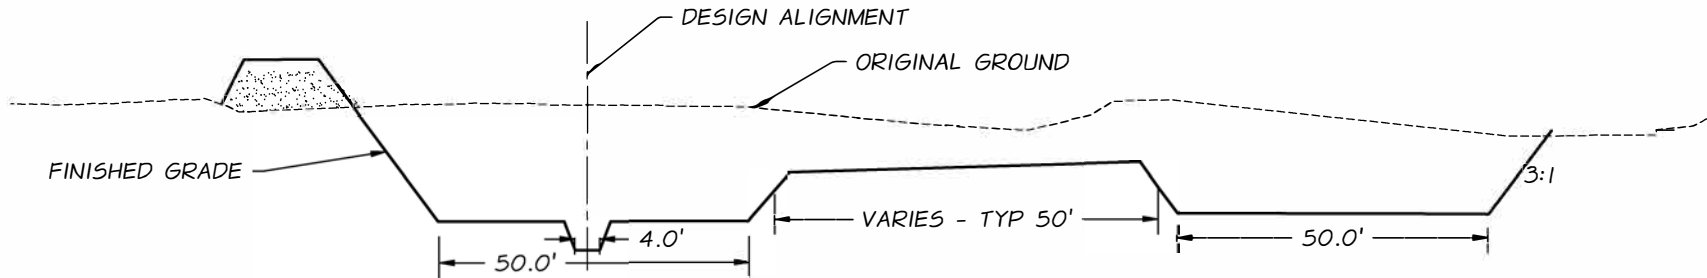 DESIGN ALIGNMENT
ORIGINAL GROUND
FINISHED GRADE
3:1
VARIES - TYP 50'
4.0'
50.0'
50.0'